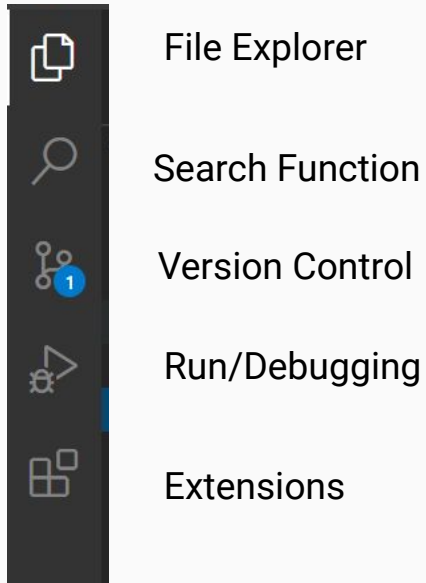 File Explorer
Search Function
1
Version Control
Run/Debugging
Extensions